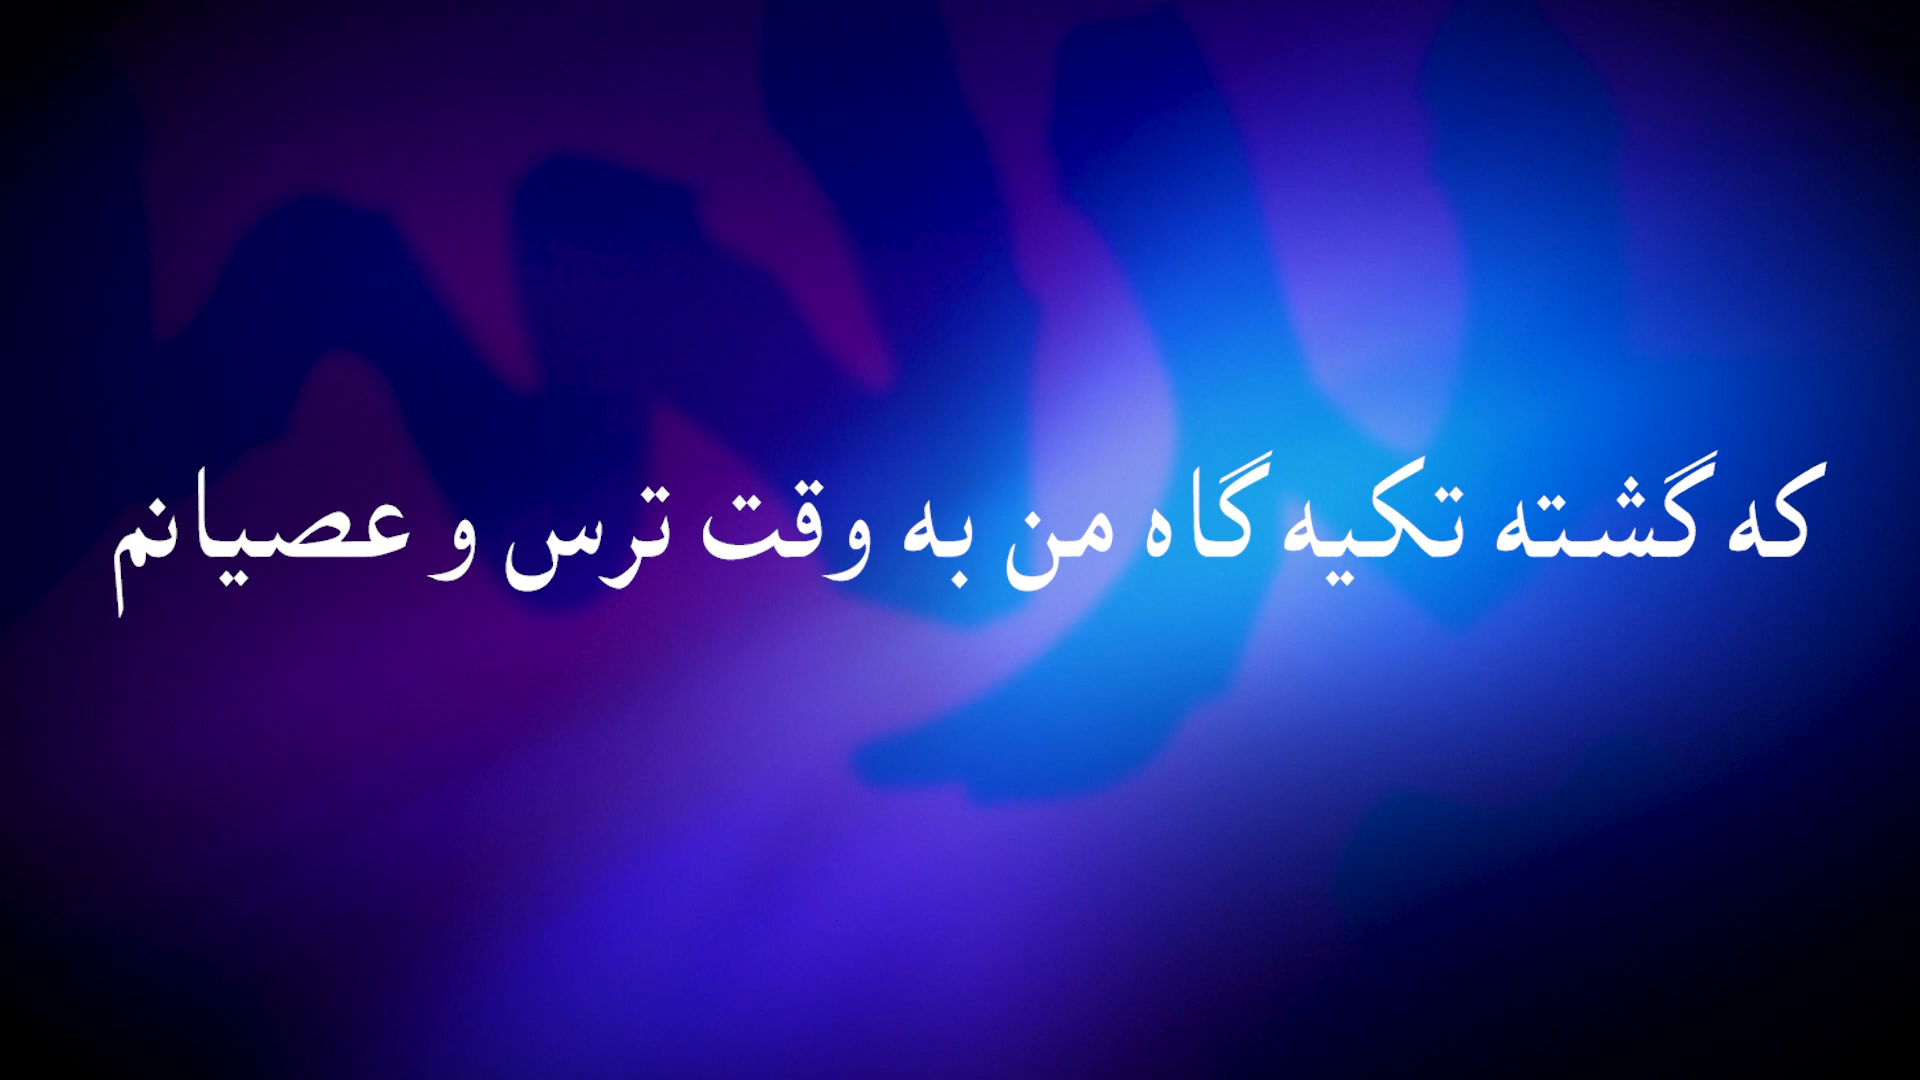 که گشته تکیه گاه من به وقت ترس و عصیانم